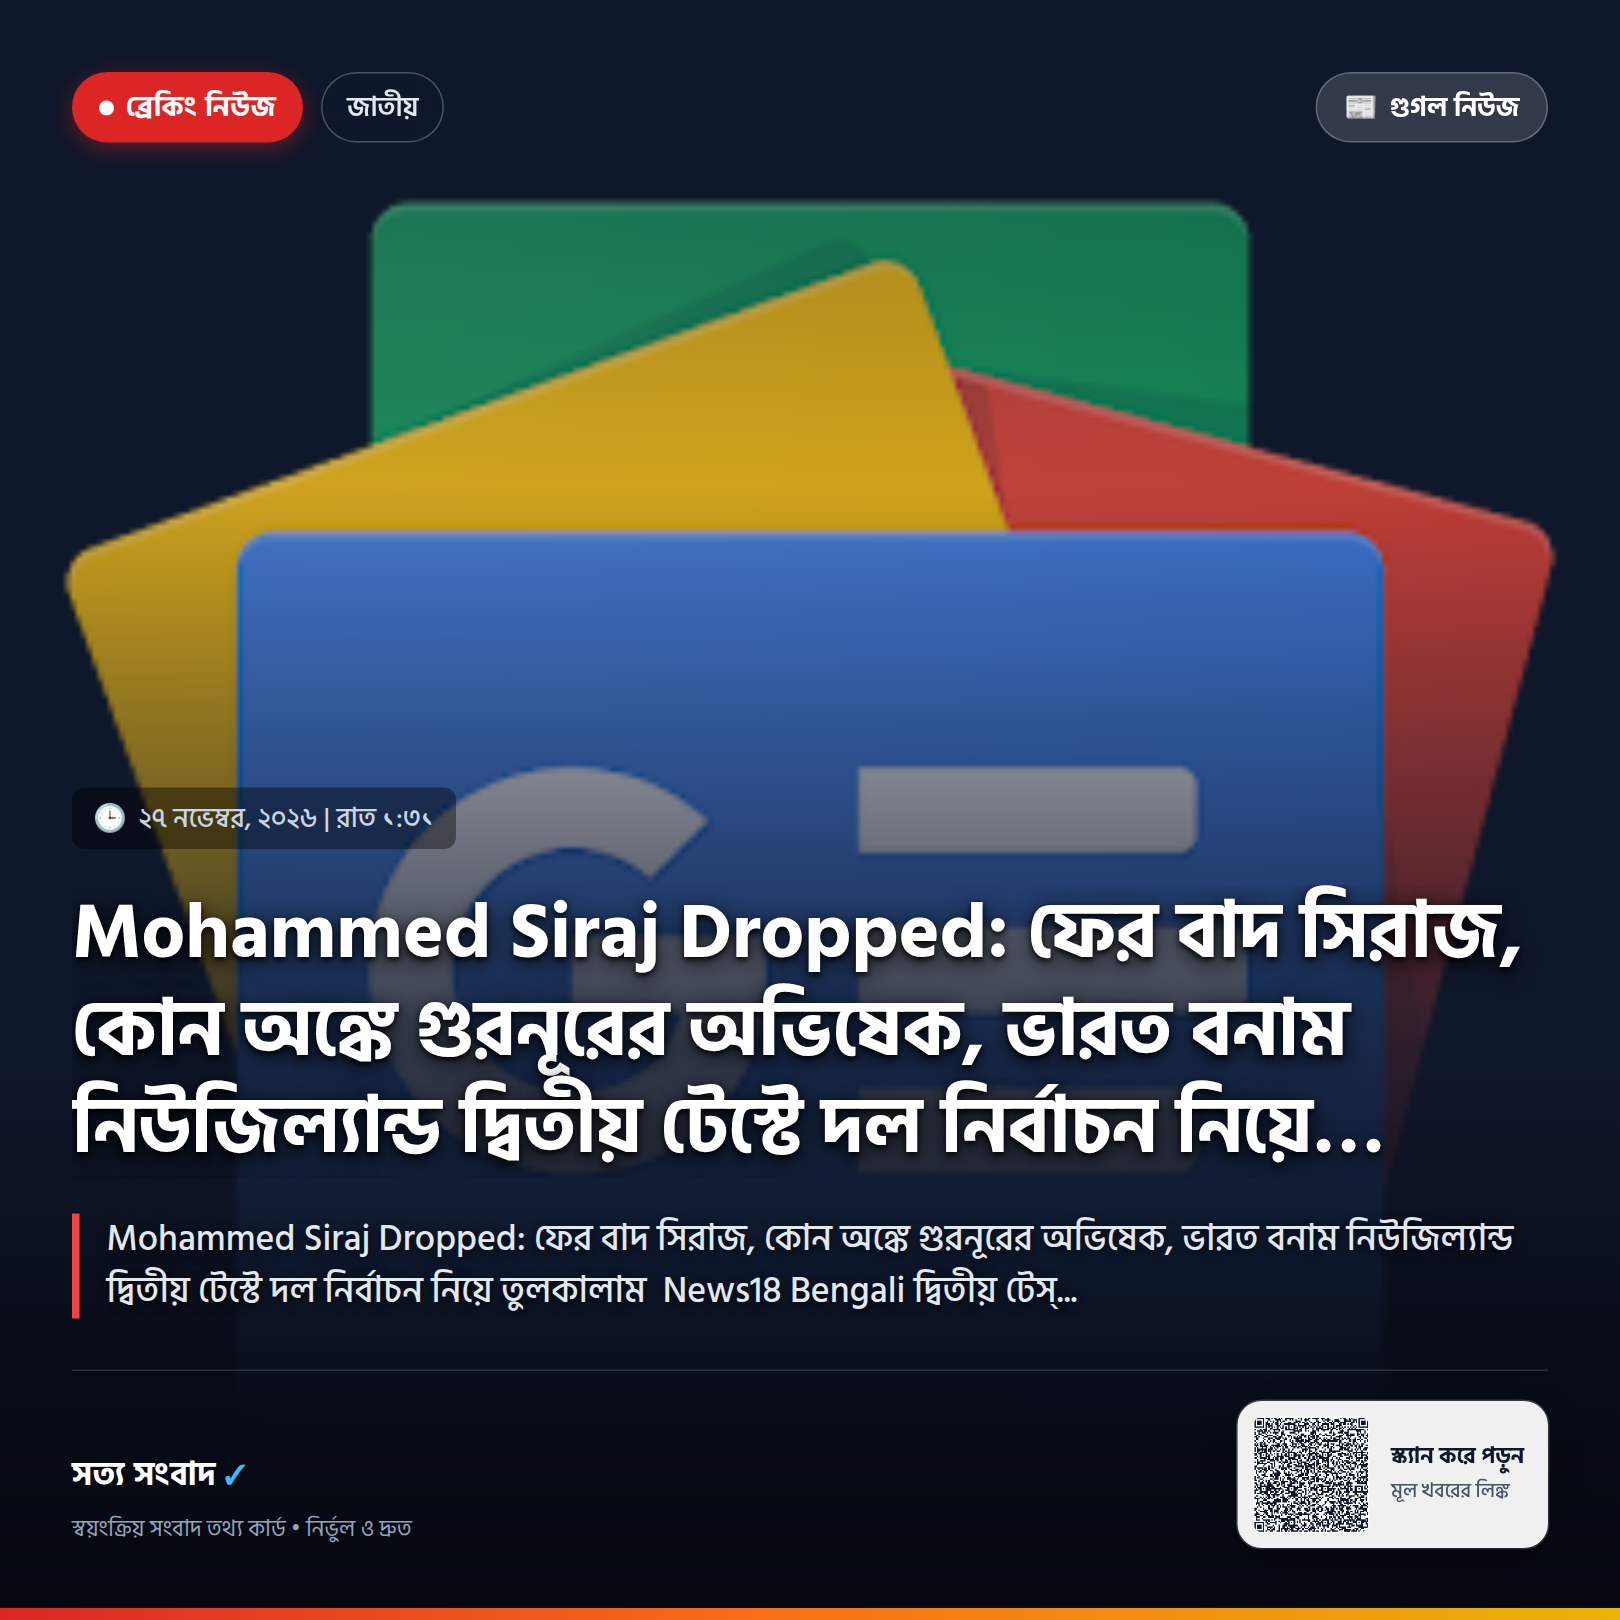 ব্রেকিং নিউজ
জাতীয়
গুগল নিউজ
২৭ নভেম্বর, ২০২৬ | রাত ১:৩১
Mohammed Siraj Dropped: ফের বাদ সিরাজ,
কোন অঙ্কে গুরনূরের অভিষেক, ভারত বনাম
নিউজিল্যান্ড দ্বিতীয় টেস্টে দল নির্বাচন নিয়ে...
Mohammed Siraj Dropped: ফের বাদ সিরাজ, কোন অঙ্কে গুরনূরের অভিষেক, ভারত বনাম নিউজিল্যান্ড
দ্বিতীয় টেস্টে দল নির্বাচন নিয়ে তুলকালাম News18 Bengali দ্বিতীয় টেস্...
সত্য সংবাদ ✓
স্বয়ংক্রিয় সংবাদ তথ্য কার্ড • নির্ভুল ও দ্রুত
স্ক্যান করে পড়ুন
মূল খবরের লিঙ্ক